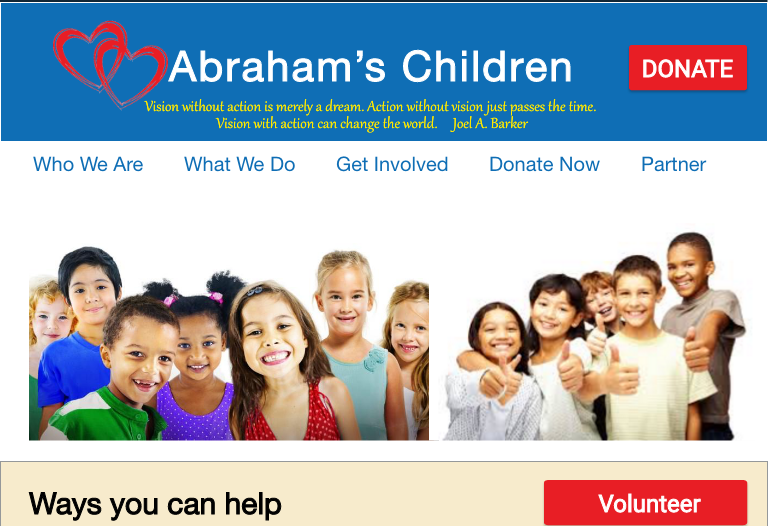 Abraham's Children
DONATE
Vision without action is merely a dream. Action without vision just passes the time.
Vision with action can change the world. Joel A. Barker
Who We Are What We Do Get Involved Donate Now Partner
Ways you can help
Volunteer